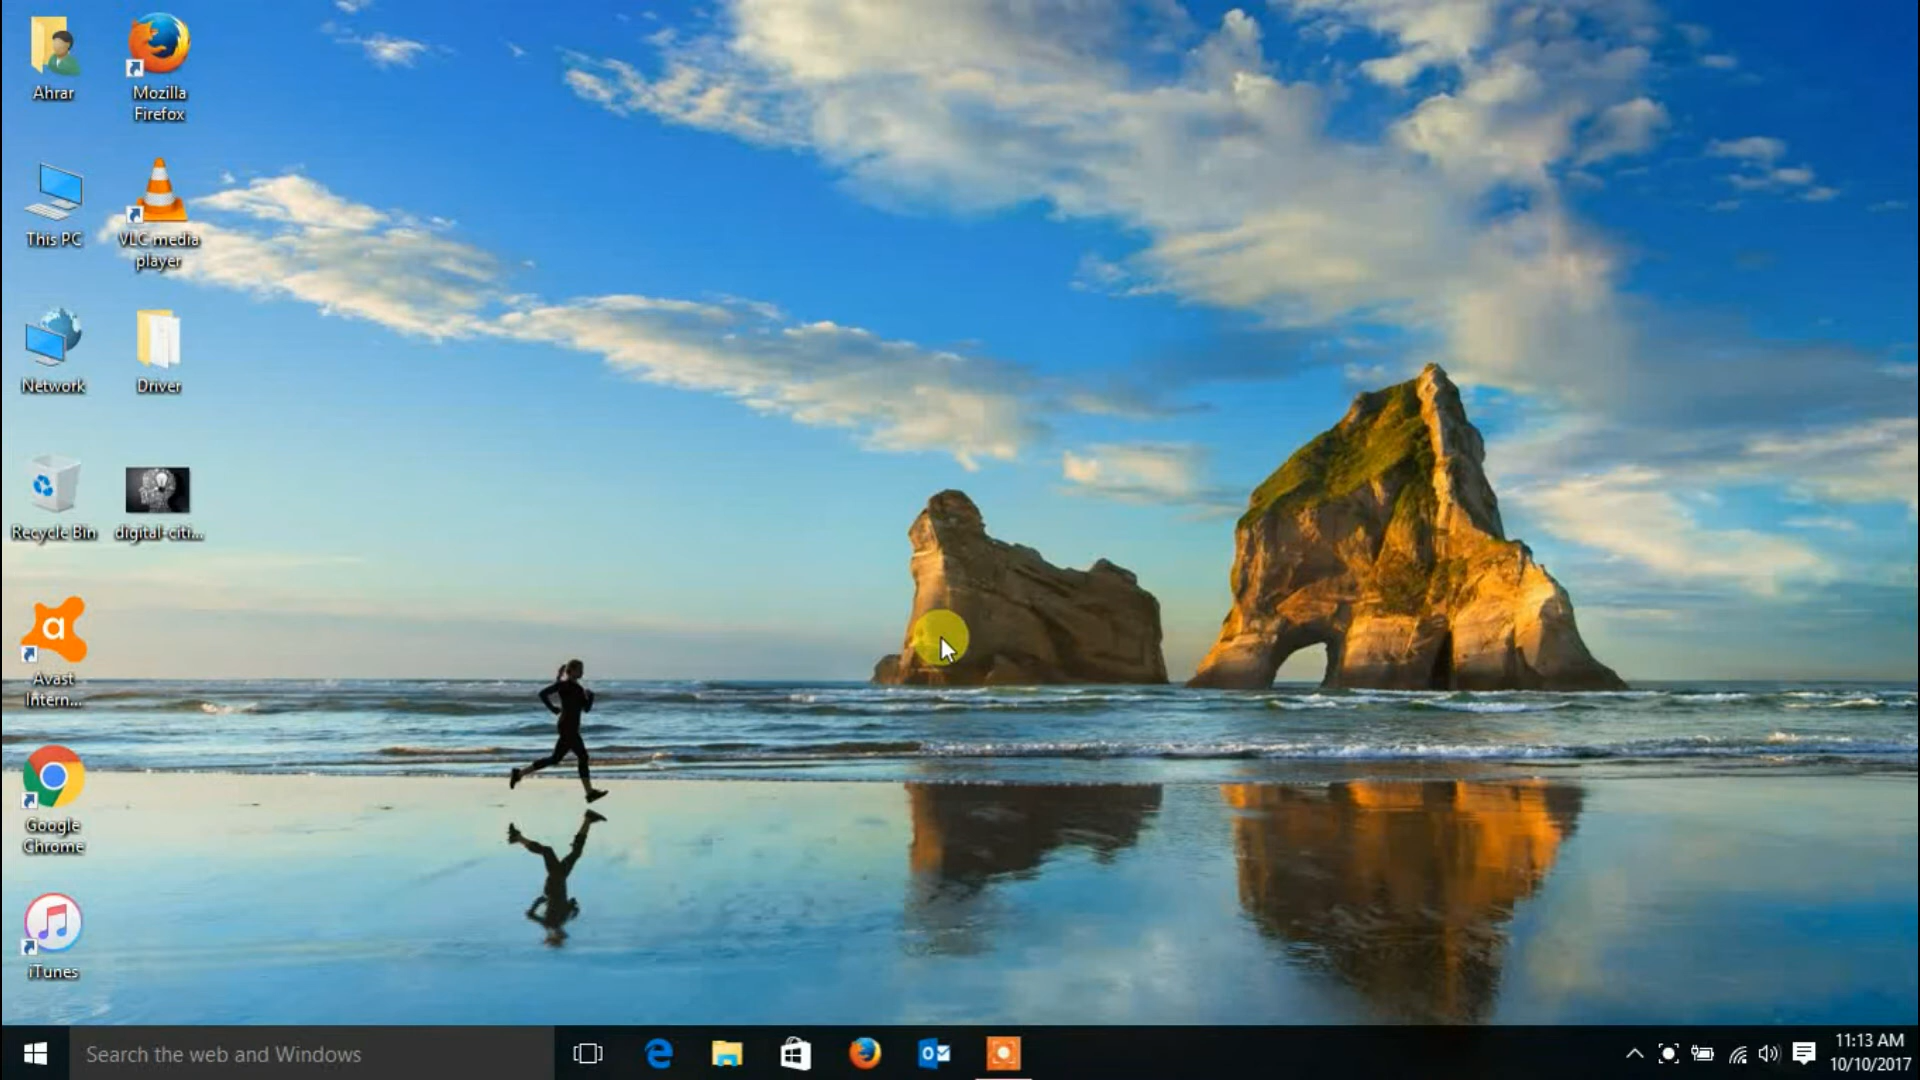 Ahrar
Mozilla
Firefox
This PC
VLC media
player
Network
Driver
Recycle Bin
digital-citi...
a
Avast
Intern...
Google
Chrome
iTunes
Search the web and Windows
11:13 AM
10/10/2017